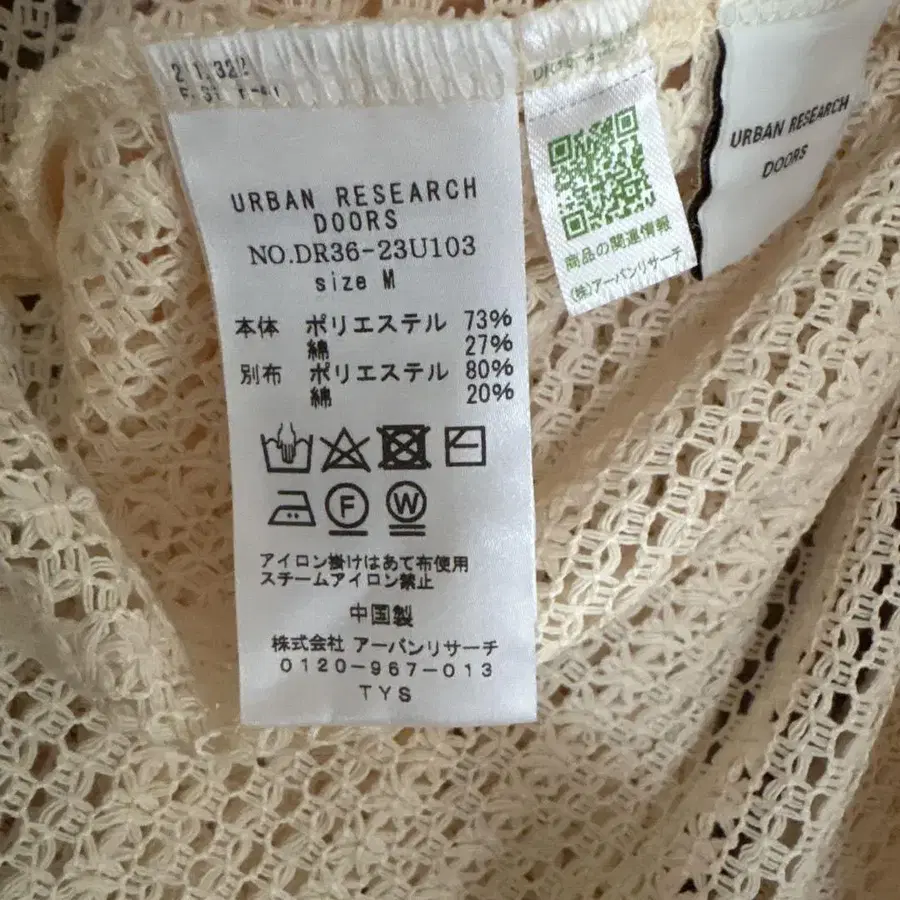 URBAN RESEARCH
DOORS
NO.DR36-23U103
size M
本体 ポリエステル 73%
綿 27%
別布 ポリエステル 80%
綿 20%
F W
アイロン掛けはあて布使用
スチームアイロン禁止
中国製
株式会社 アーバンリサーチ
0120-967-013
TYS
商品の関連情報
(株)アーバンリサーチ
URBAN RESEARCH
DOORS